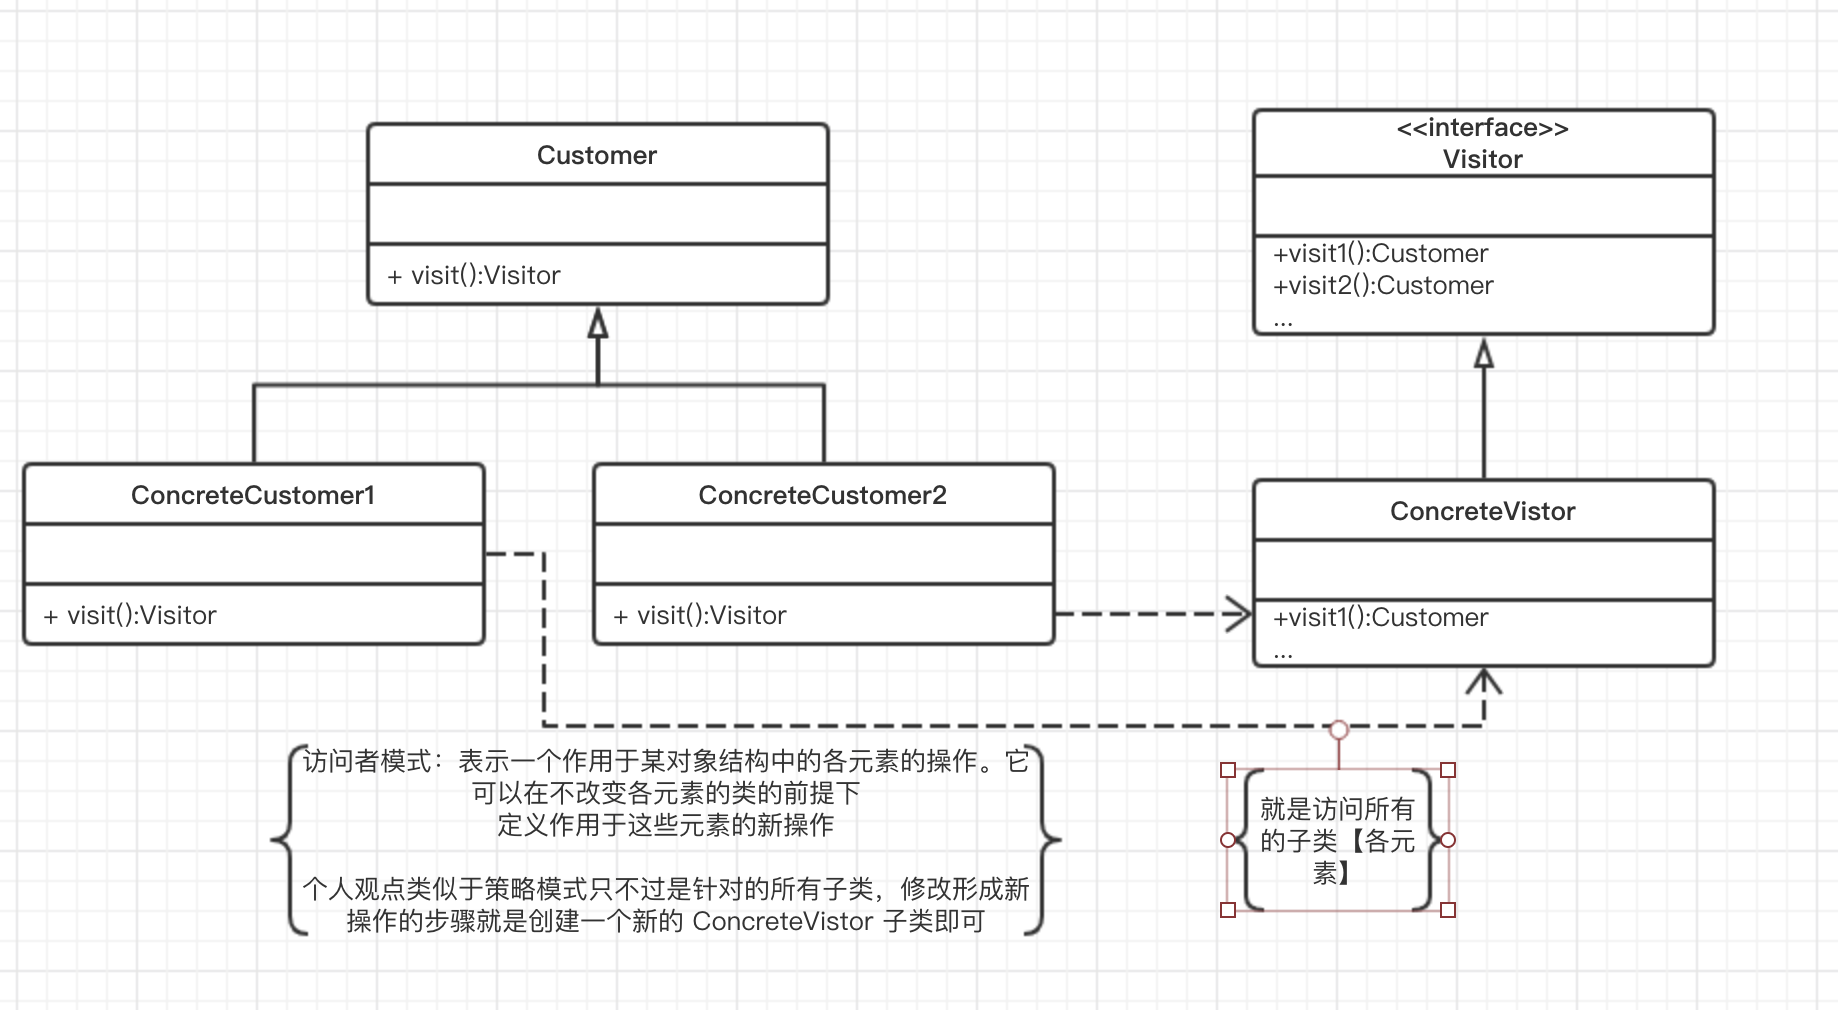 Customer
+ visit():Visitor
<<interface>>
Visitor
+visit1():Customer
+visit2():Customer
...
ConcreteCustomer1
+ visit():Visitor
ConcreteCustomer2
+ visit():Visitor
ConcreteVistor
+visit1():Customer
...
访问者模式：表示一个作用于某对象结构中的各元素的操作。它
可以在不改变各元素的类的前提下
定义作用于这些元素的新操作
个人观点类似于策略模式只不过是针对的所有子类，修改形成新
操作的步骤就是创建一个新的 ConcreteVistor 子类即可
就是访问所有
的子类【各元
素】